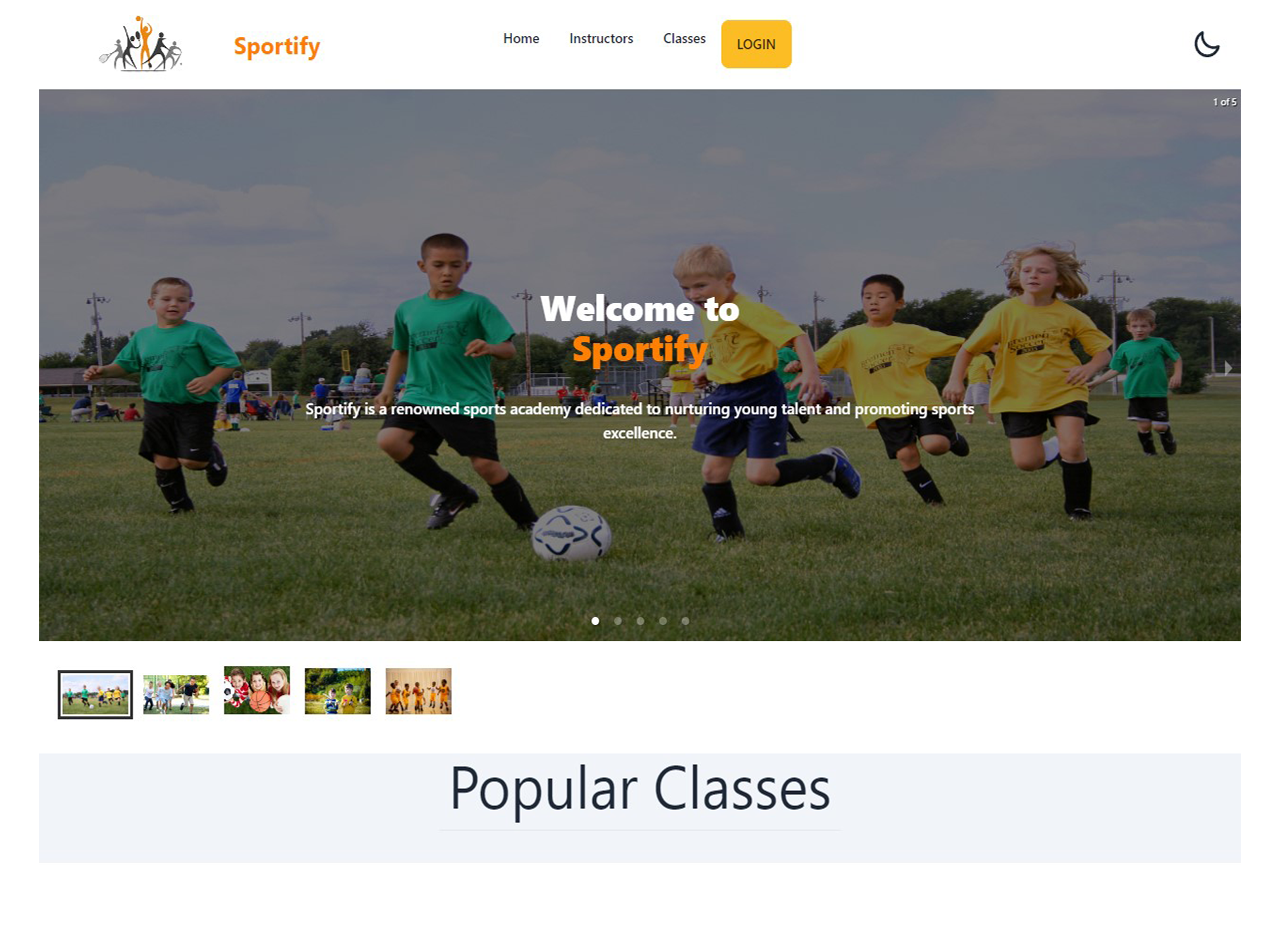 Sportify
Home
Instructors
Classes
LOGIN
1 of 5
Welcome to
Sportify
Sportify is a renowned sports academy dedicated to nurturing young talent and promoting sports
excellence.
Popular Classes